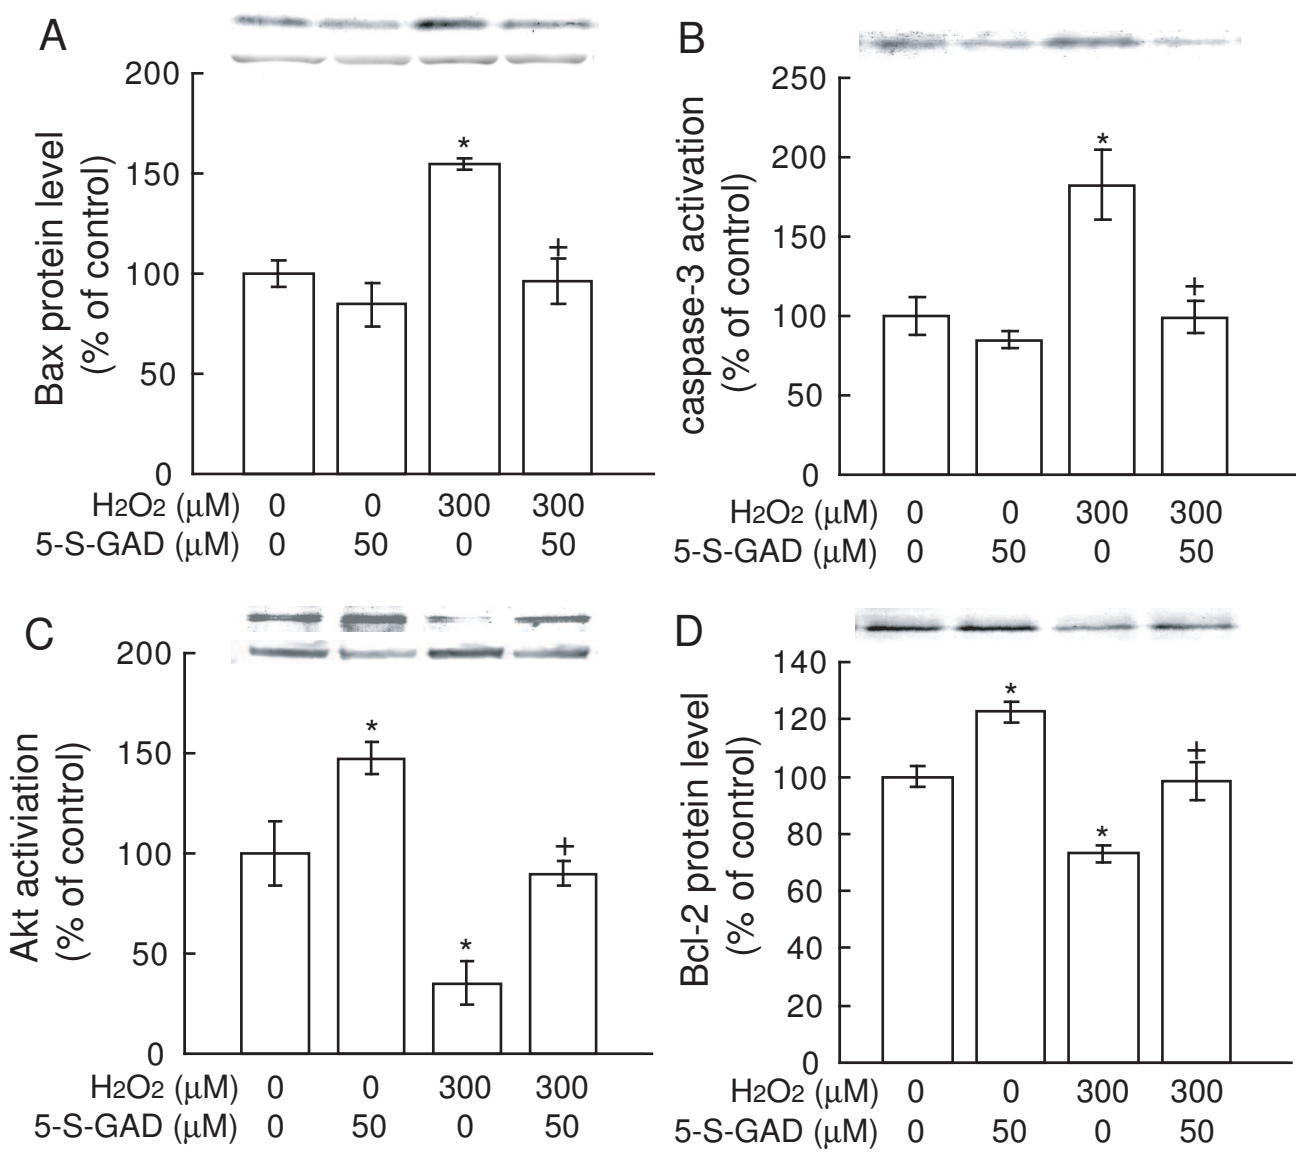 A
Bax protein level
(% of control)
200
150
100
50
0
*
+
H2O2 (μM) 0 0 300 300
5-S-GAD (μM) 0 50 0 50
B
caspase-3 activation
(% of control)
250
200
150
100
50
0
*
+
H2O2 (μM) 0 0 300 300
5-S-GAD (μM) 0 50 0 50
C
Akt activiation
(% of control)
200
150
100
50
0
*
*
+
H2O2 (μM) 0 0 300 300
5-S-GAD (μM) 0 50 0 50
D
Bcl-2 protein level
(% of control)
140
120
100
80
60
40
20
0
*
*
+
H2O2 (μM) 0 0 300 300
5-S-GAD (μM) 0 50 0 50